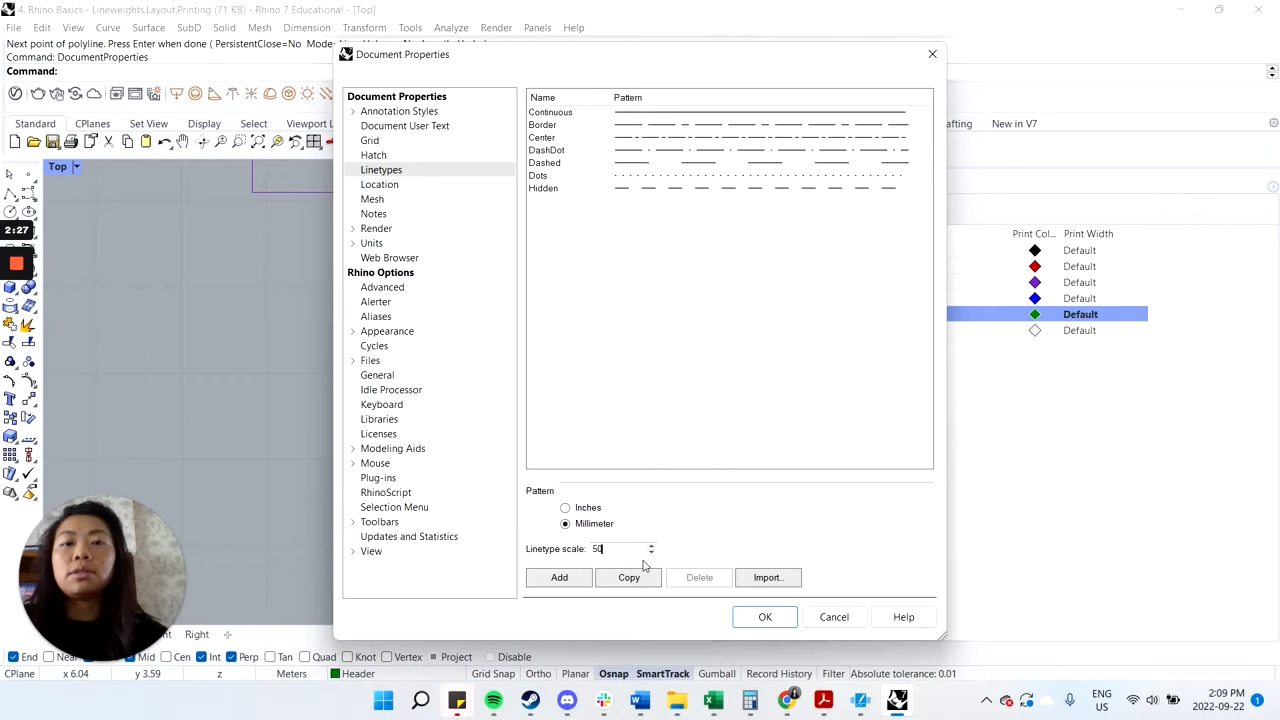 4. Rhino Basics - Lineweights,Layout,Printing (71 KB) - Rhino 7 Educational - [Top]
File Edit View Curve Surface SubD Solid Mesh Dimension Transform Tools Analyze Render Panels Help
Next point of polyline. Press Enter when done ( PersistentClose=No Mode=
Command: DocumentProperties
Command:
Standard CPlanes Set View Display Select Viewport L
afting New in V7
Top
2:27
Document Properties
Document Properties
Annotation Styles
Document User Text
Grid
Hatch
Linetypes
Location
Mesh
Notes
Render
Units
Web Browser
Rhino Options
Advanced
Alerter
Aliases
Appearance
Cycles
Files
General
Idle Processor
Keyboard
Libraries
Licenses
Modeling Aids
Mouse
Plug-ins
RhinoScript
Selection Menu
Toolbars
Updates and Statistics
View
Name Pattern
Continuous
Border
Center
DashDot
Dashed
Dots
Hidden
Pattern
Inches
Millimeter
Linetype scale: 50
Add Copy Delete Import...
OK Cancel Help
Print Col... Print Width
Default
Default
Default
Default
Default
Default
nt Right
End Near Mid Cen Int Perp Tan Quad Knot Vertex Project Disable
CPlane x 6.04 y 3.59 z Meters Header Grid Snap Ortho Planar Osnap SmartTrack Gumball Record History Filter Absolute tolerance: 0.01
ENG
US
2:09 PM
2022-09-22
1